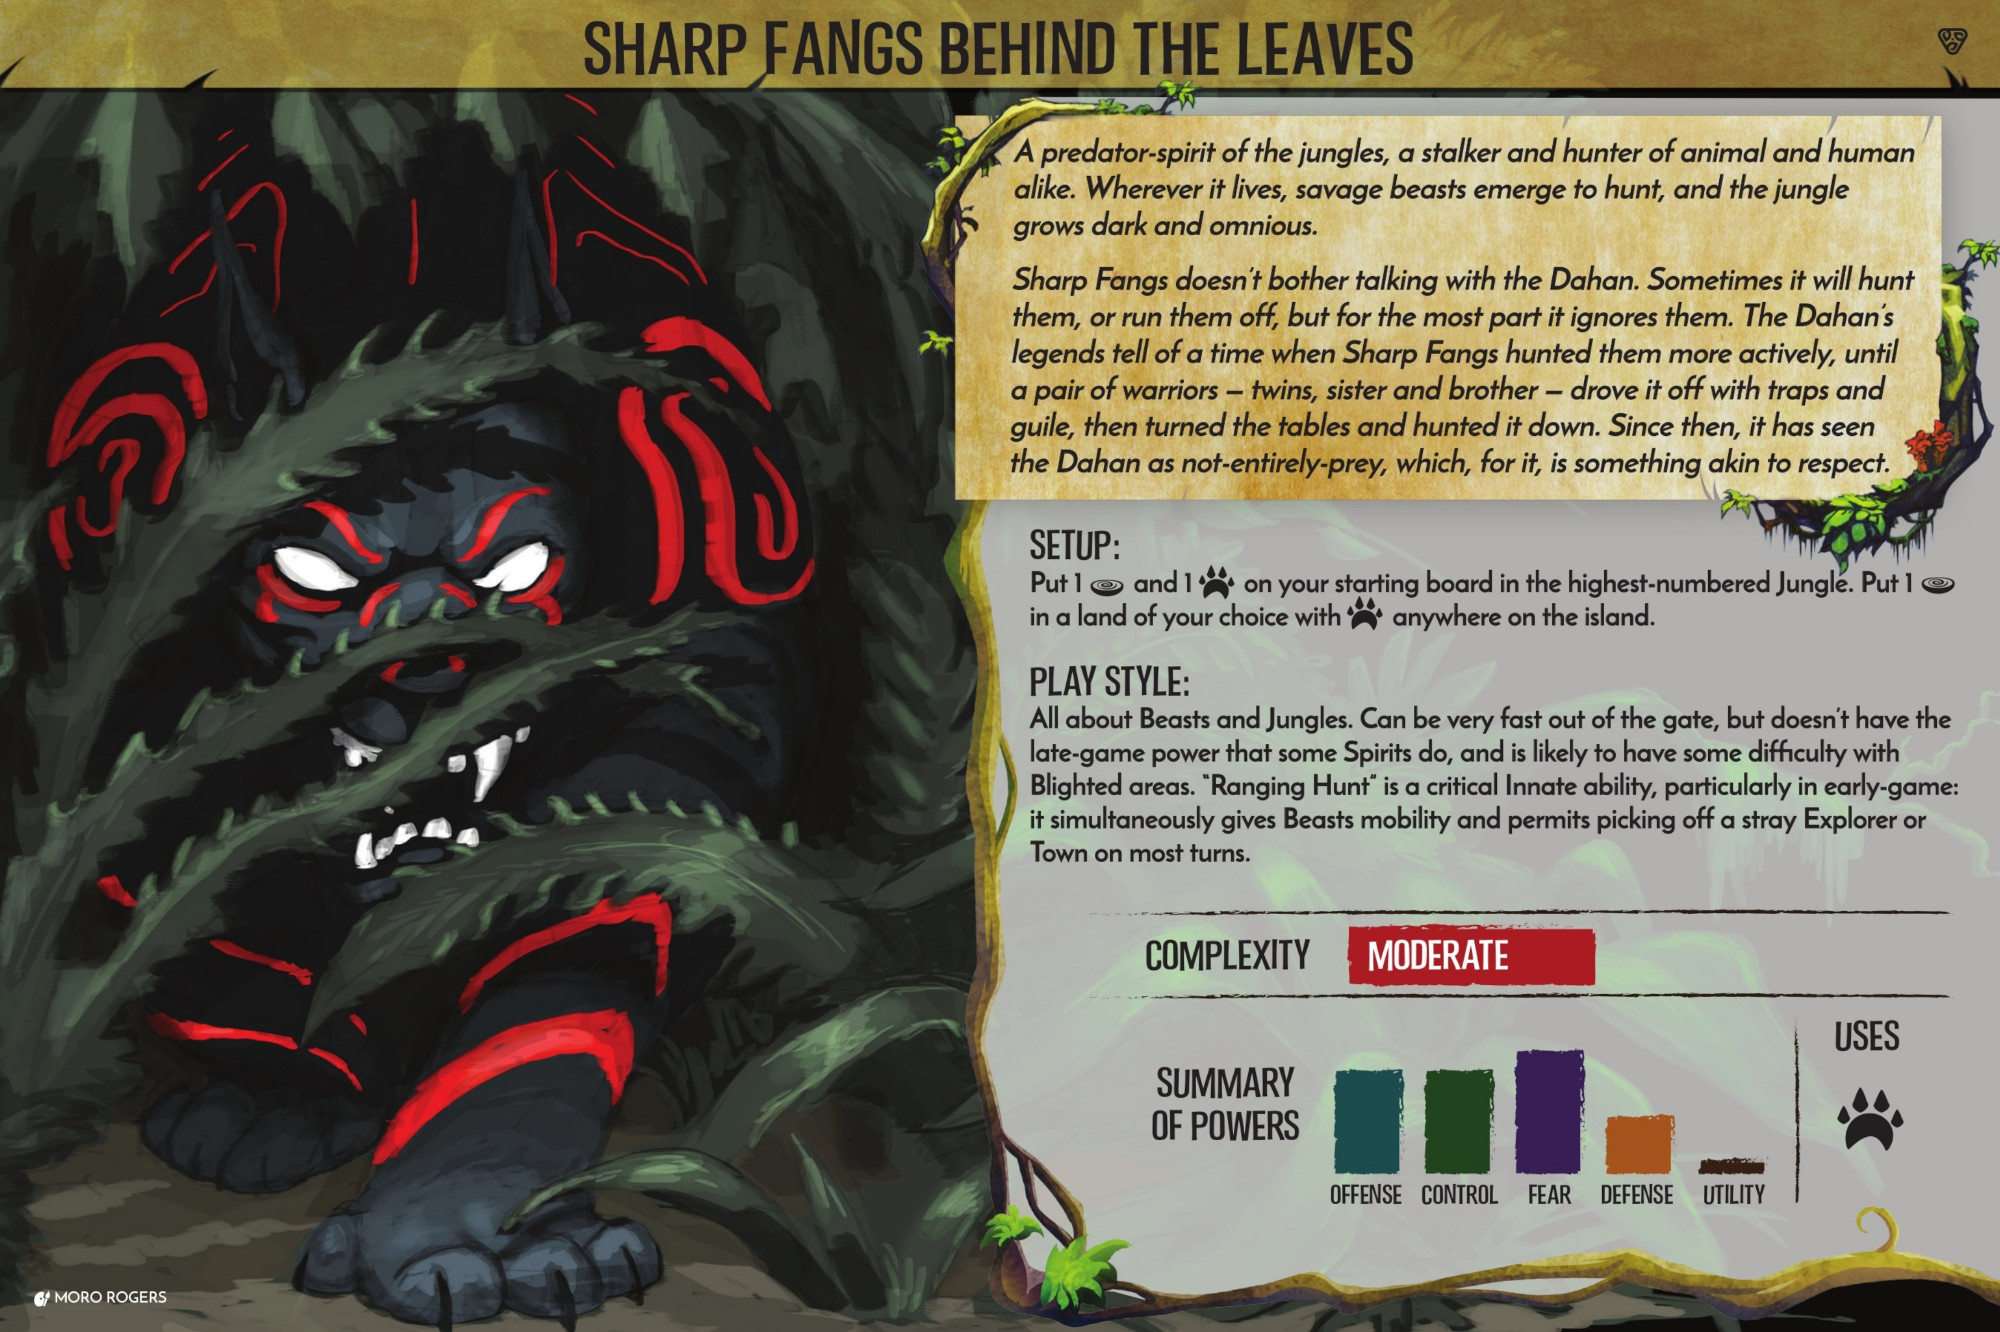 SHARP FANGS BEHIND THE LEAVES
A predator-spirit of the jungles, a stalker and hunter of animal and human
alike. Wherever it lives, savage beasts emerge to hunt, and the jungle
grows dark and omnious.
Sharp Fangs doesn't bother talking with the Dahan. Sometimes it will hunt
them, or run them off, but for the most part it ignores them. The Dahan's
legends tell of a time when Sharp Fangs hunted them more actively, until
a pair of warriors – twins, sister and brother – drove it off with traps and
guile, then turned the tables and hunted it down. Since then, it has seen
the Dahan as not-entirely-prey, which, for it, is something akin to respect.
SETUP:
Put 1 and 1 on your starting board in the highest-numbered Jungle. Put 1
in a land of your choice with anywhere on the island.
PLAY STYLE:
All about Beasts and Jungles. Can be very fast out of the gate, but doesn't have the
late-game power that some Spirits do, and is likely to have some difficulty with
Blighted areas. "Ranging Hunt" is a critical Innate ability, particularly in early-game:
it simultaneously gives Beasts mobility and permits picking off a stray Explorer or
Town on most turns.
COMPLEXITY MODERATE
SUMMARY
OF POWERS
OFFENSE CONTROL FEAR DEFENSE UTILITY
USES
MORO ROGERS